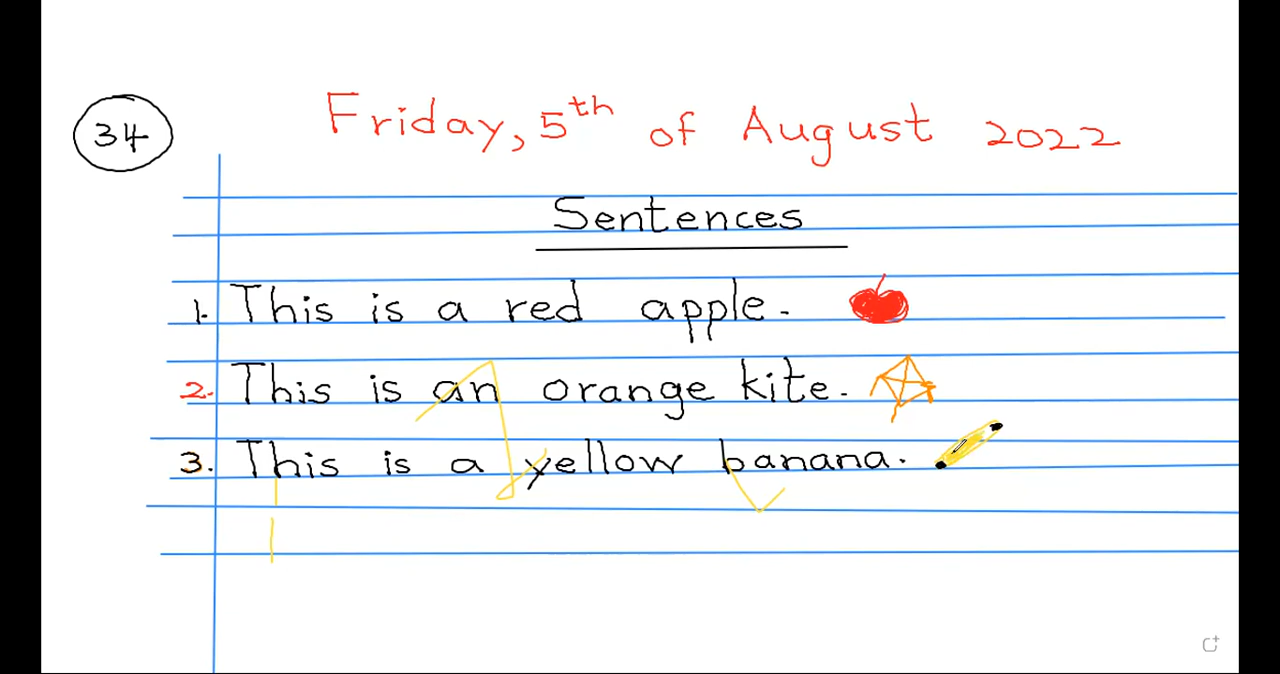 34
Friday, 5th of August 2022
Sentences
1. This is a red apple.
2. This is an orange kite.
3. This is a yellow banana.